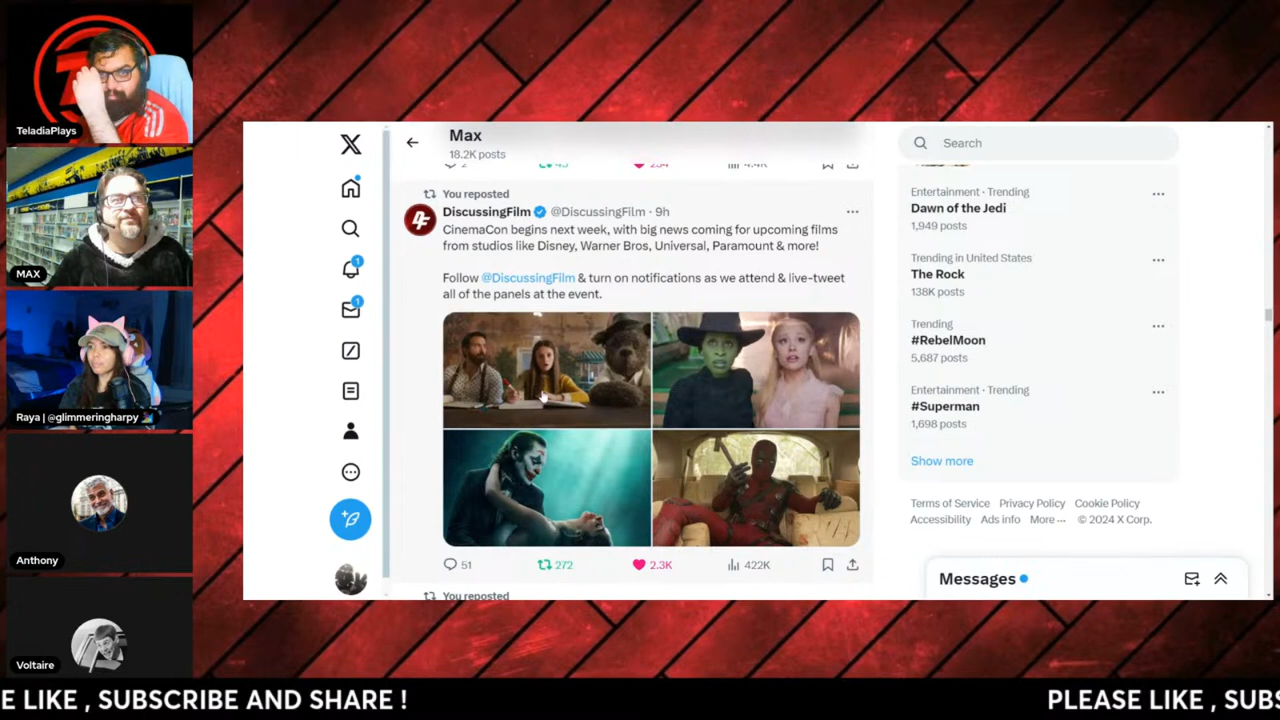 TeladiaPlays
MAX
Raya | @glimmeringharpy
Anthony
Voltaire
Max
18.2K posts
You reposted
DiscussingFilm @DiscussingFilm · 9h
CinemaCon begins next week, with big news coming for upcoming films
from studios like Disney, Warner Bros, Universal, Paramount & more!
Follow @DiscussingFilm & turn on notifications as we attend & live-tweet
all of the panels at the event.
51 272 2.3K 422K
You reposted
Search
Entertainment · Trending
Dawn of the Jedi
1,949 posts
Trending in United States
The Rock
138K posts
Trending
#RebelMoon
5,687 posts
Entertainment · Trending
#Superman
1,698 posts
Show more
Terms of Service Privacy Policy Cookie Policy
Accessibility Ads info More ··· © 2024 X Corp.
Messages
1
1
E LIKE , SUBSCRIBE AND SHARE ! PLEASE LIKE , SUBS